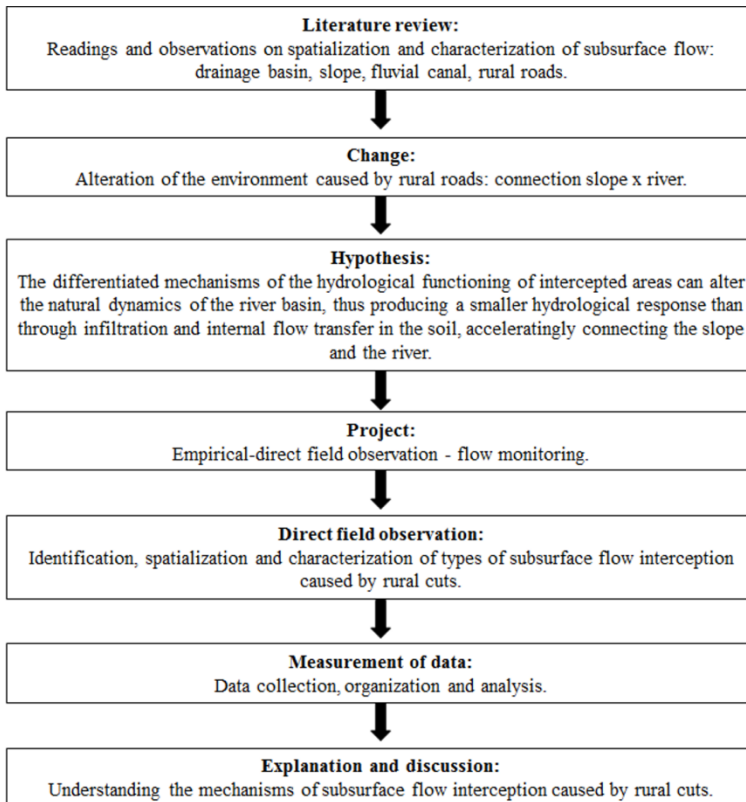 Literature review:
Readings and observations on spatialization and characterization of subsurface flow:
drainage basin, slope, fluvial canal, rural roads.
Change:
Alteration of the environment caused by rural roads: connection slope x river.
Hypothesis:
The differentiated mechanisms of the hydrological functioning of intercepted areas can alter
the natural dynamics of the river basin, thus producing a smaller hydrological response than
through infiltration and internal flow transfer in the soil, acceleratingly connecting the slope
and the river.
Project:
Empirical-direct field observation - flow monitoring.
Direct field observation:
Identification, spatialization and characterization of types of subsurface flow interception
caused by rural cuts.
Measurement of data:
Data collection, organization and analysis.
Explanation and discussion:
Understanding the mechanisms of subsurface flow interception caused by rural cuts.